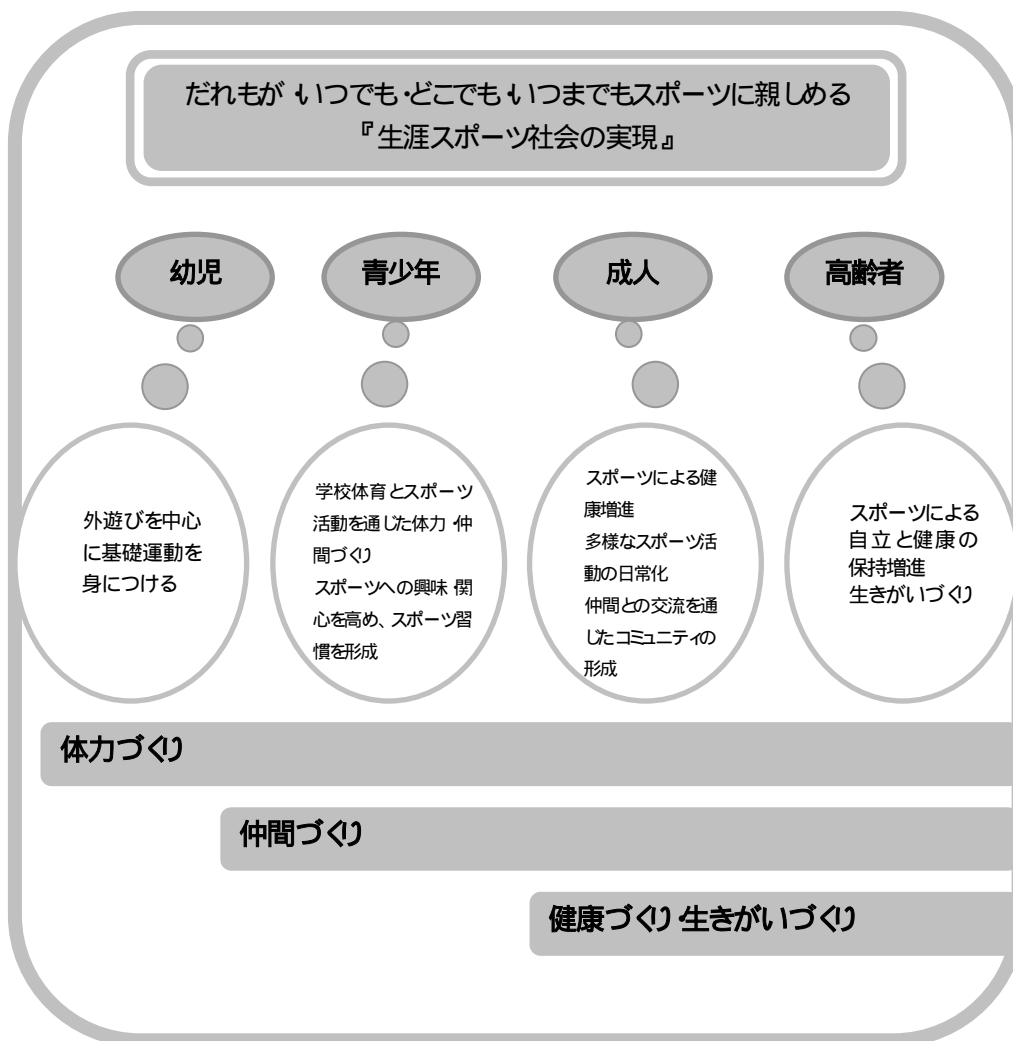 だれもが・いつでも・どこでも・いつまでもスポーツに親しめる
『生涯スポーツ社会の実現』
幼児
青少年
成人
高齢者
外遊びを中心
に基礎運動を
身につける
学校体育とスポーツ
活動を通じた体力・仲
間づくり
スポーツへの興味・関
心を高め、スポーツ習
慣を形成
スポーツによる健
康増進
多様なスポーツ活
動の日常化
仲間との交流を通
じたコミュニティの
形成
スポーツによる
自立と健康の
保持増進
生きがいづくり
体力づくり
仲間づくり
健康づくり・生きがいづくり